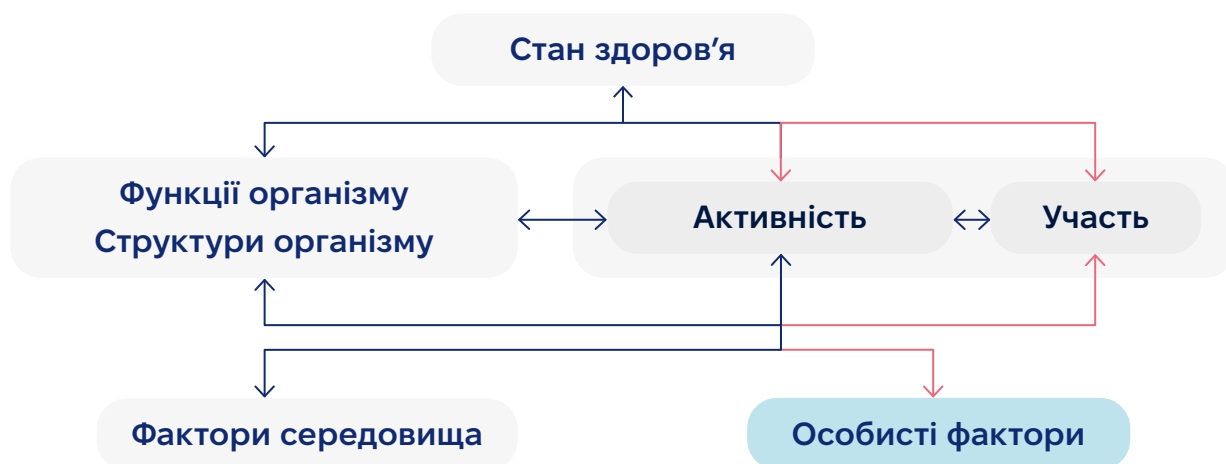 Стан здоров’я
Функції організму
Структури організму
Активність
Участь
Фактори середовища
Особисті фактори